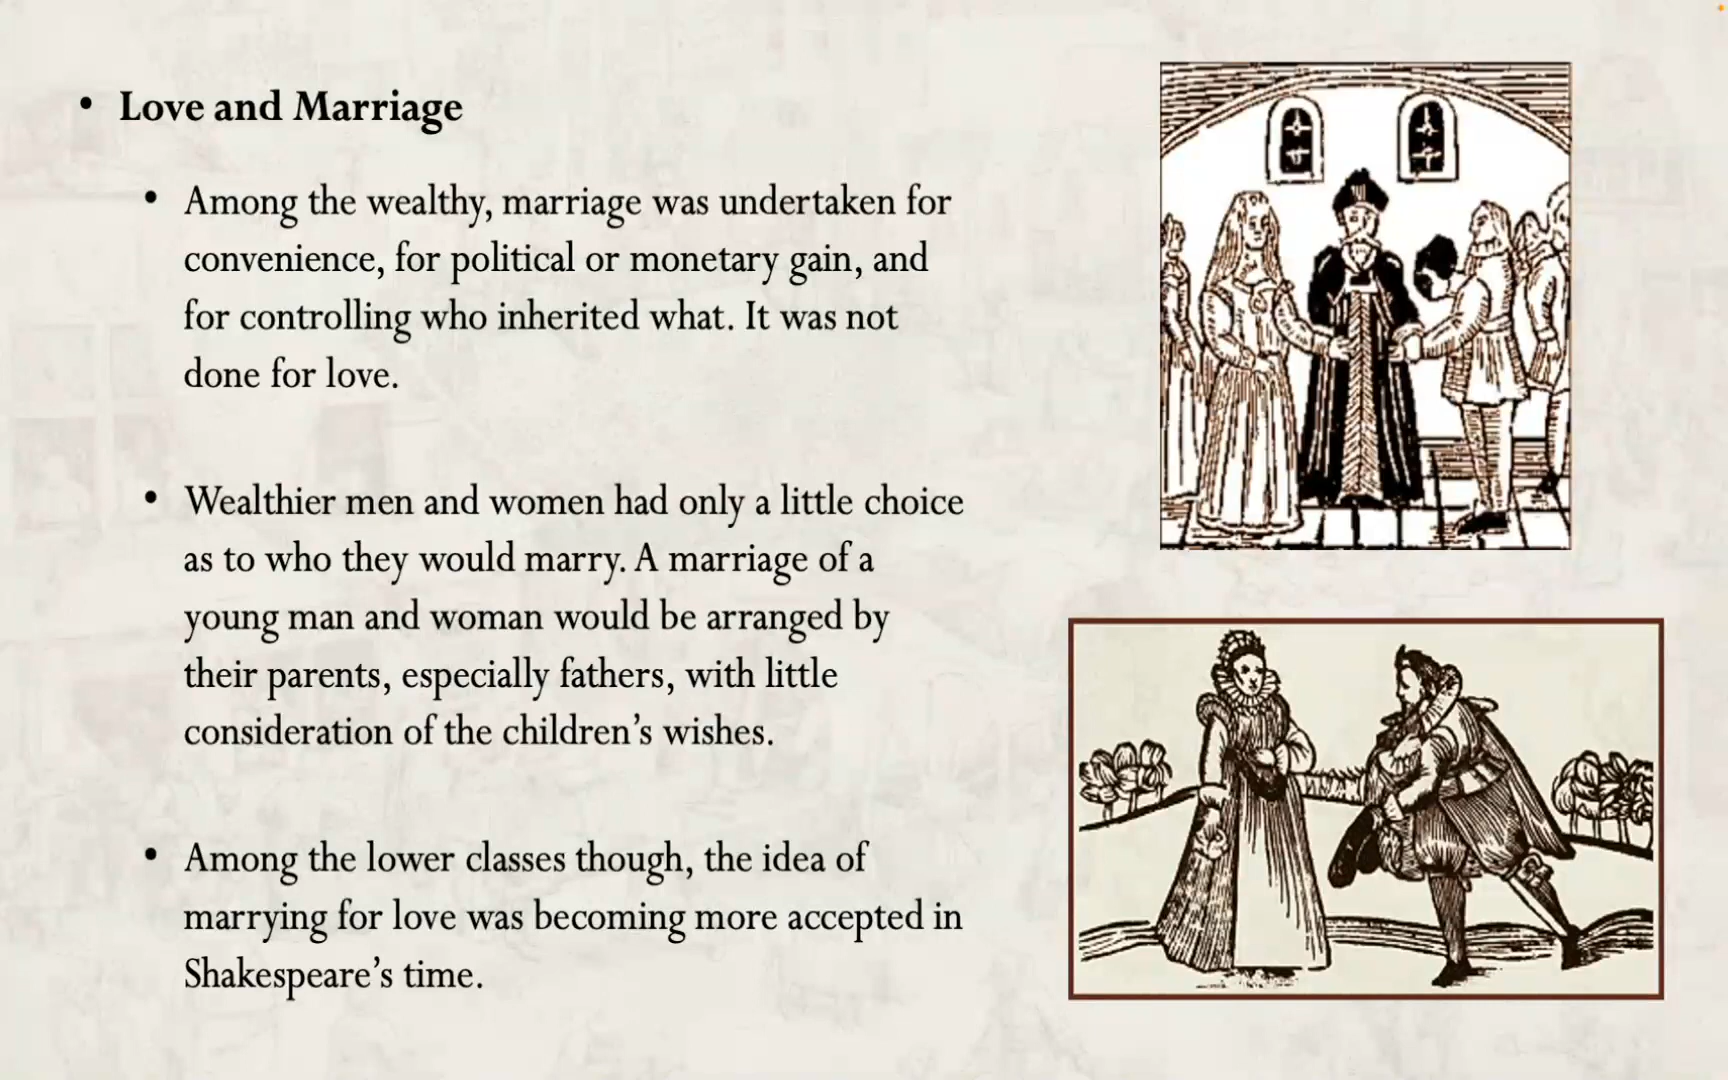 • Love and Marriage
• Among the wealthy, marriage was undertaken for
convenience, for political or monetary gain, and
for controlling who inherited what. It was not
done for love.
• Wealthier men and women had only a little choice
as to who they would marry. A marriage of a
young man and woman would be arranged by
their parents, especially fathers, with little
consideration of the children’s wishes.
• Among the lower classes though, the idea of
marrying for love was becoming more accepted in
Shakespeare’s time.